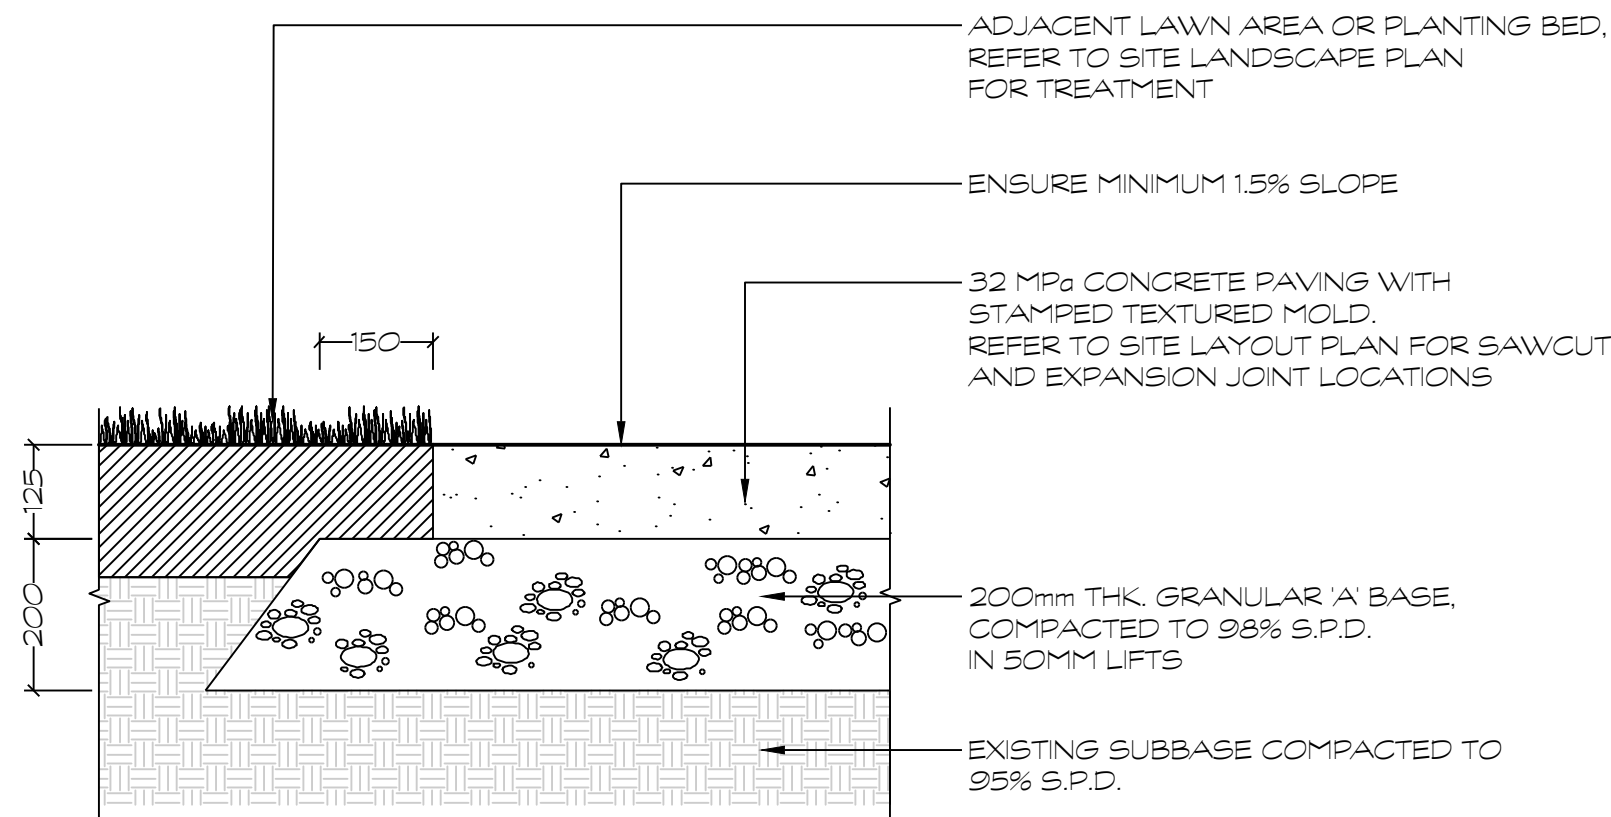 ADJACENT LAWN AREA OR PLANTING BED,
REFER TO SITE LANDSCAPE PLAN
FOR TREATMENT
ENSURE MINIMUM 1.5% SLOPE
32 MPa CONCRETE PAVING WITH
STAMPED TEXTURED MOLD.
REFER TO SITE LAYOUT PLAN FOR SAWCUT
AND EXPANSION JOINT LOCATIONS
150
125
200
200mm THK. GRANULAR 'A' BASE,
COMPACTED TO 98% S.P.D.
IN 50MM LIFTS
EXISTING SUBBASE COMPACTED TO
95% S.P.D.